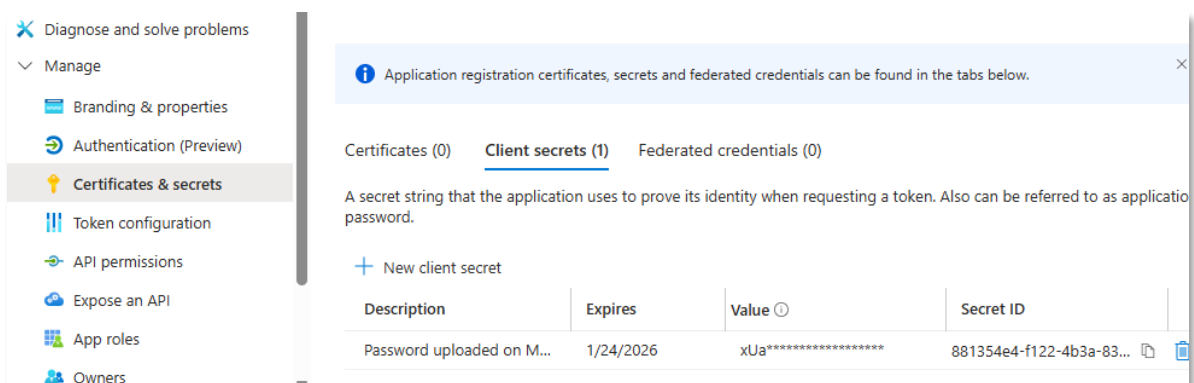 Diagnose and solve problems
Manage
Branding & properties
Authentication (Preview)
Certificates & secrets
Token configuration
API permissions
Expose an API
App roles
Owners
Application registration certificates, secrets and federated credentials can be found in the tabs below.
Certificates (0) Client secrets (1) Federated credentials (0)
A secret string that the application uses to prove its identity when requesting a token. Also can be referred to as applicatio
password.
New client secret
Description Expires Value Secret ID
Password uploaded on M... 1/24/2026 xUa****************** 881354e4-f122-4b3a-83...